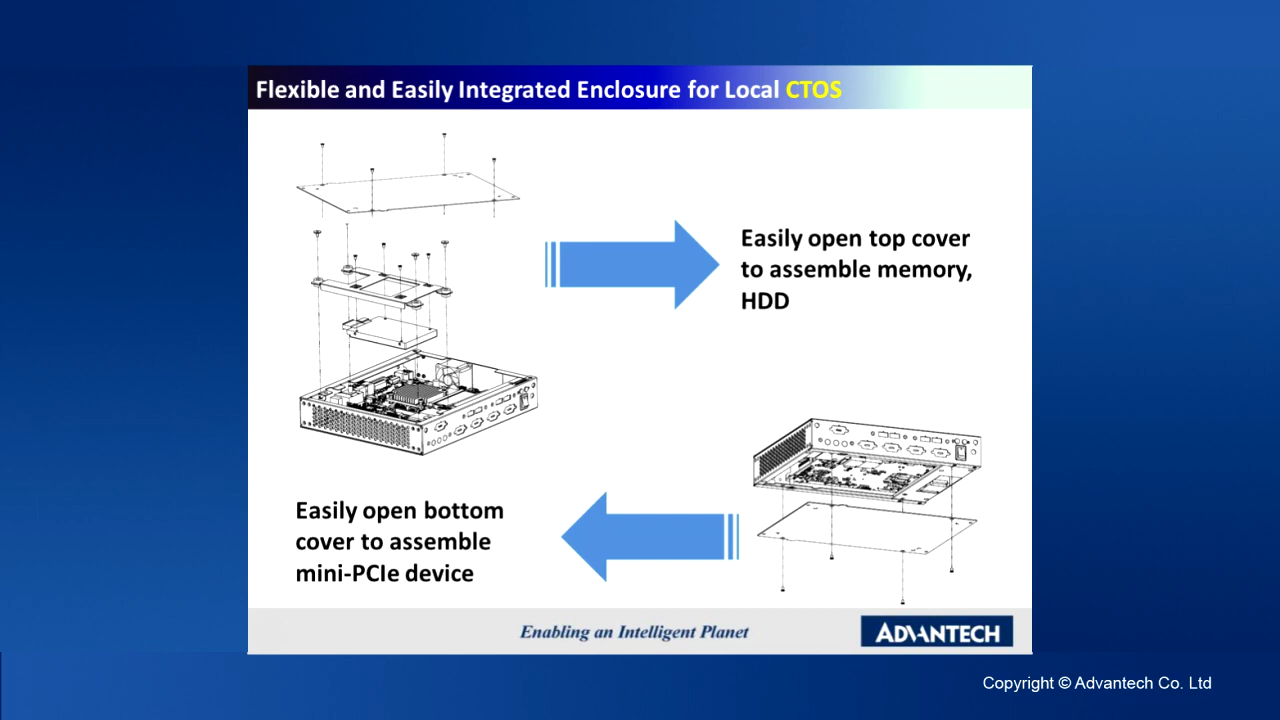 Flexible and Easily Integrated Enclosure for Local CTOS
Easily open top cover
to assemble memory,
HDD
Easily open bottom
cover to assemble
mini-PCIe device
Enabling an Intelligent Planet
ADVANTECH
Copyright © Advantech Co. Ltd